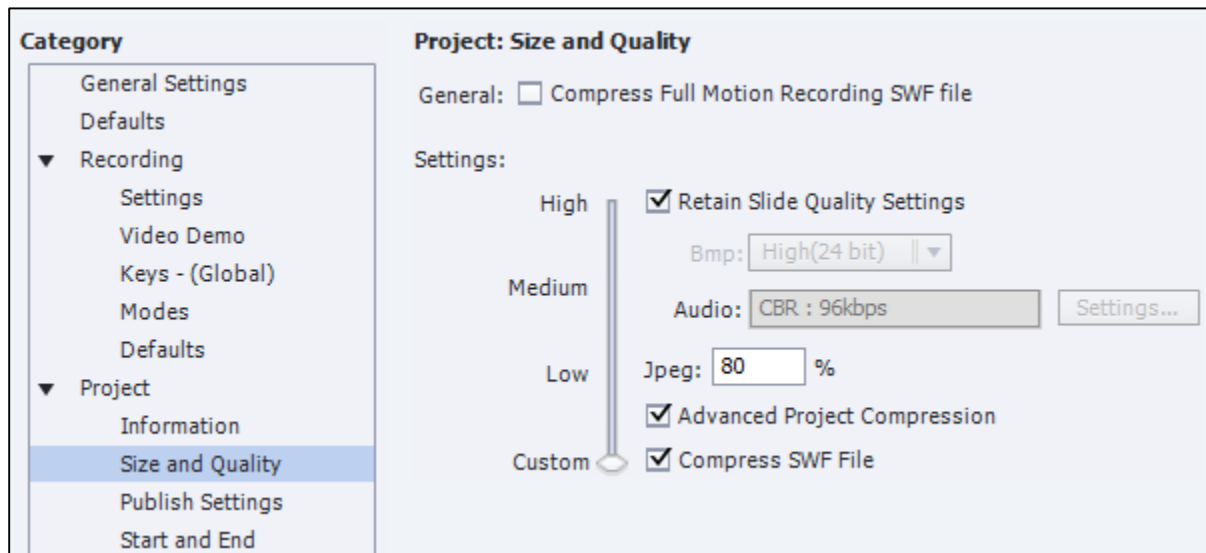 Category
General Settings
Defaults
Recording
Settings
Video Demo
Keys - (Global)
Modes
Defaults
Project
Information
Size and Quality
Publish Settings
Start and End
Project: Size and Quality
General: Compress Full Motion Recording SWF file
Settings:
High
Medium
Low
Custom
Retain Slide Quality Settings
Bmp: High(24 bit)
Audio: CBR : 96kbps Settings...
Jpeg: 80 %
Advanced Project Compression
Compress SWF File